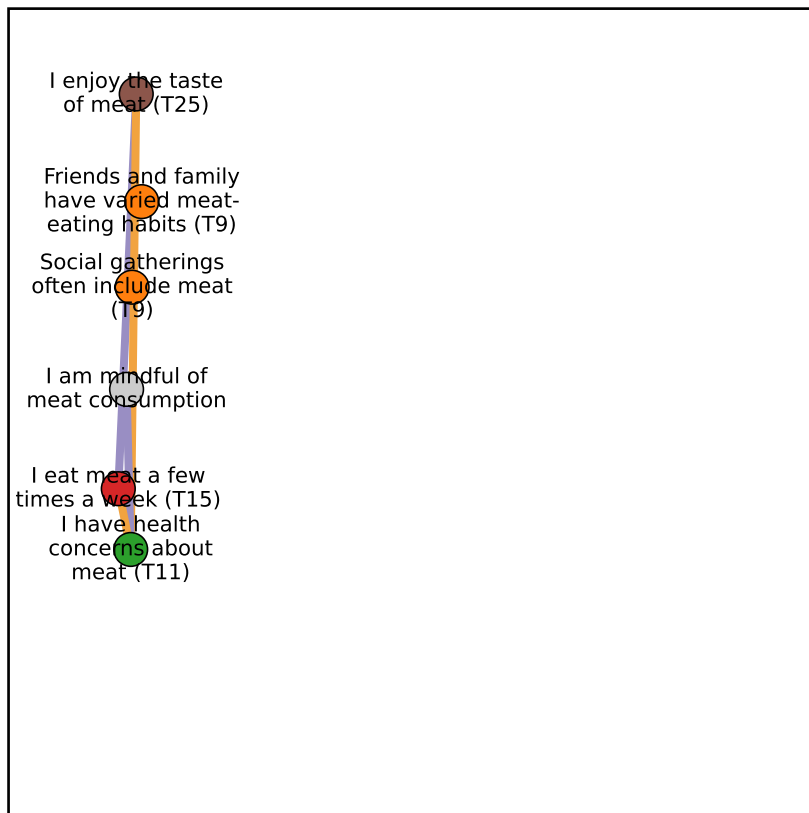 I enjoy the taste
of meat (T25)
Friends and family
have varied meat-
eating habits (T9)
Social gatherings
often include meat
(T9)
I am mindful of
meat consumption
I eat meat a few
times a week (T15)
I have health
concerns about
meat (T11)